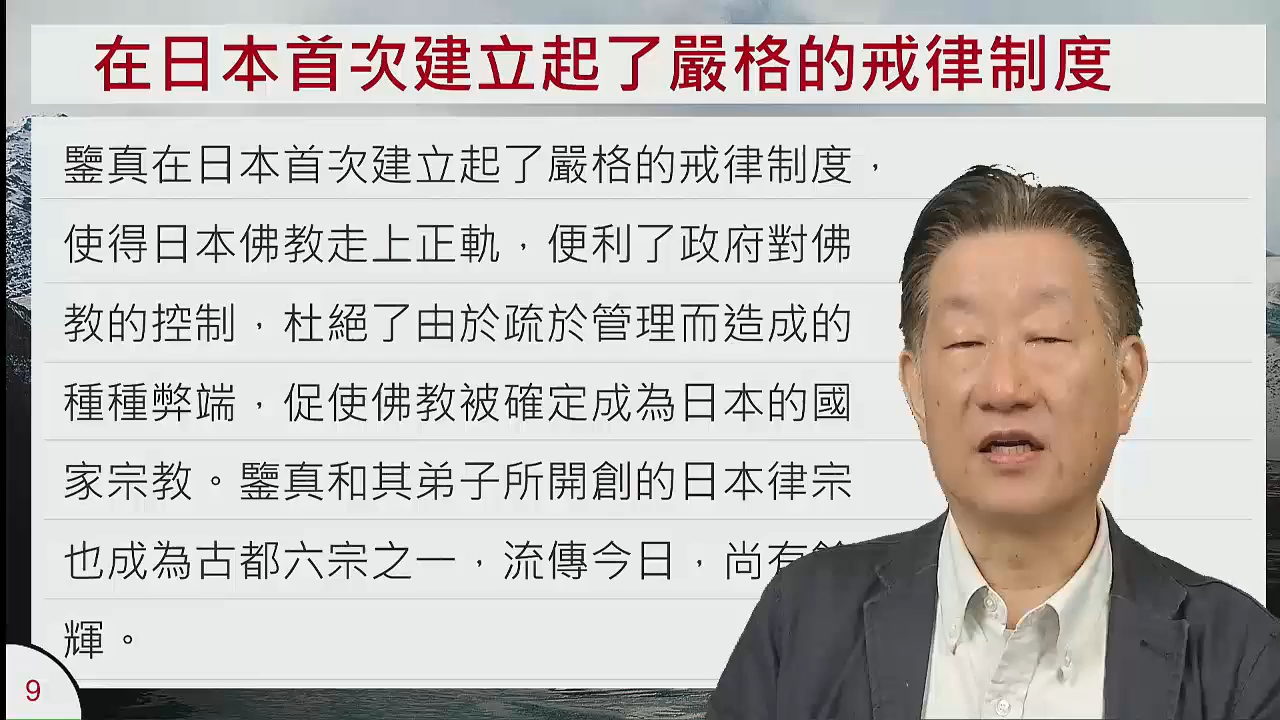 在日本首次建立起了嚴格的戒律制度
鑒真在日本首次建立起了嚴格的戒律制度，
使得日本佛教走上正軌，便利了政府對佛
教的控制，杜絕了由於疏於管理而造成的
種種弊端，促使佛教被確定成為日本的國
家宗教。鑒真和其弟子所開創的日本律宗
也成為古都六宗之一，流傳今日，尚有
輝。
9